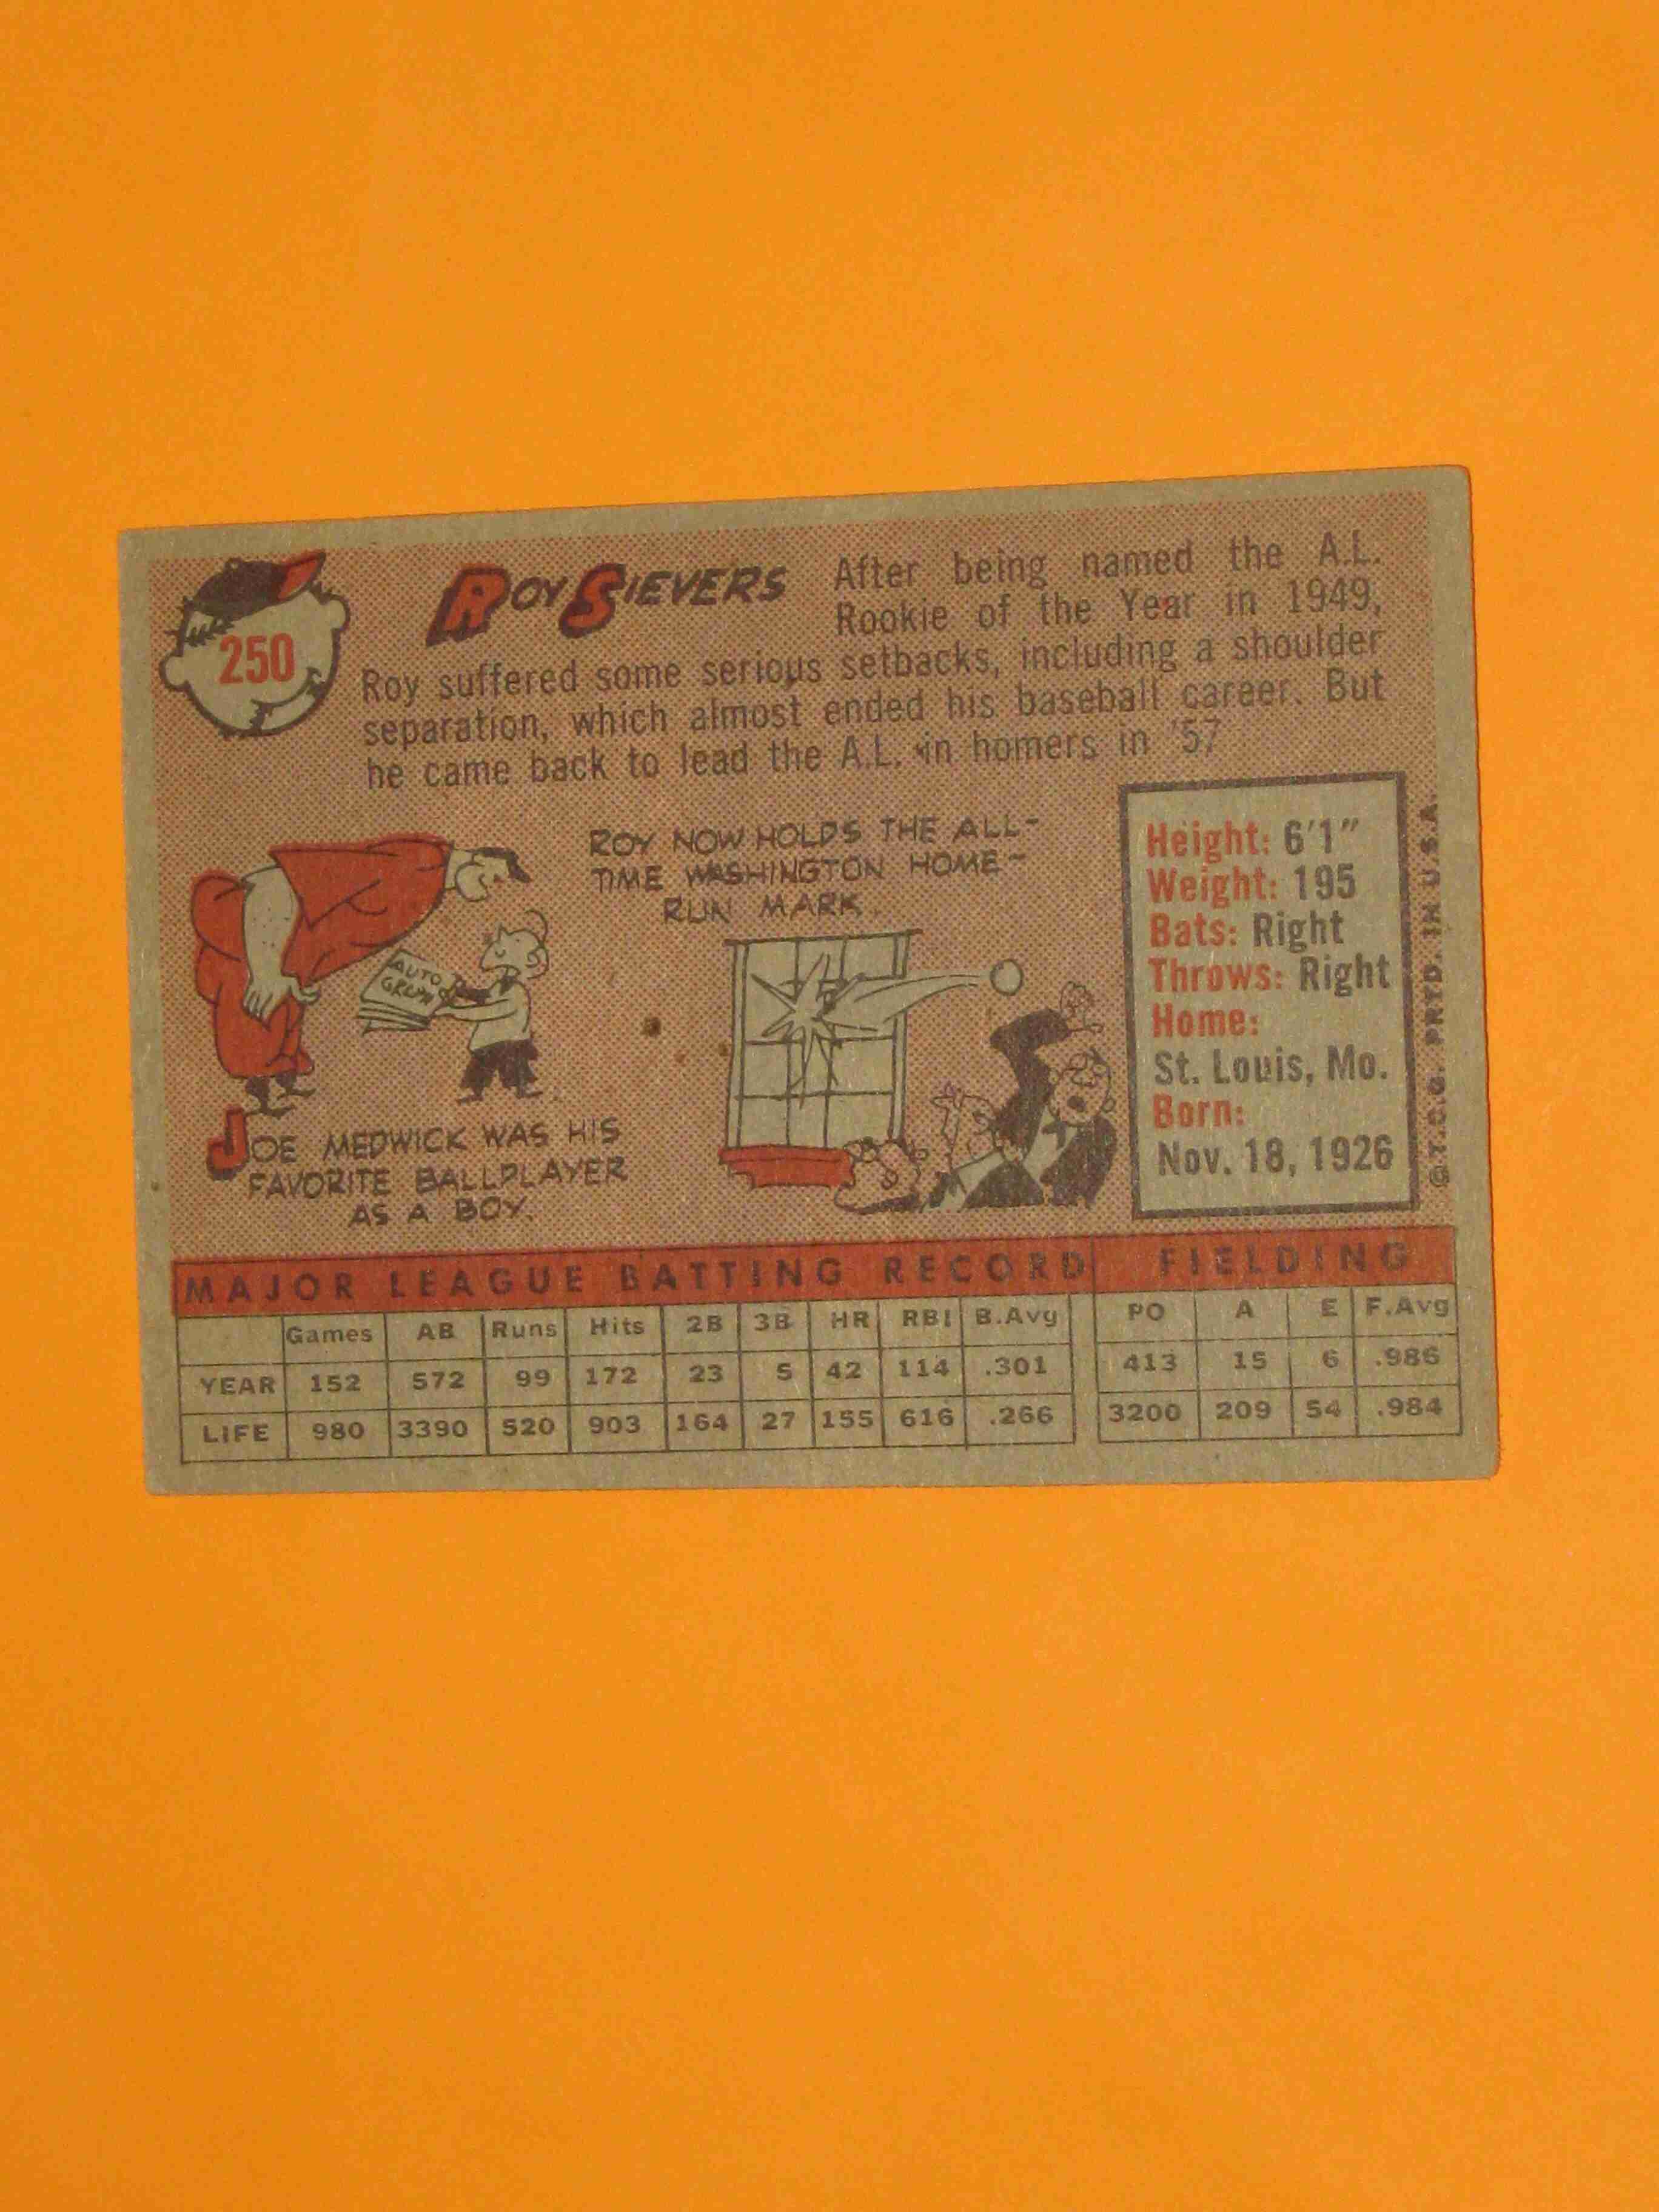 250
ROY SIEVERS
After being named the A.L.
Rookie of the Year in 1949,
Roy suffered some serious setbacks, including a shoulder
separation, which almost ended his baseball career. But
he came back to lead the A.L. in homers in '57
ROY NOW HOLDS THE ALL-
TIME WASHINGTON HOME-
RUN MARK.
AUTO
GRUM
JOE MEDWICK WAS HIS
FAVORITE BALLPLAYER
AS A BOY.
Height: 6'1"
Weight: 195
Bats: Right
Throws: Right
Home:
St. Louis, Mo.
Born:
Nov. 18, 1926
© T.C.G. PRTD. IN U.S.A.
MAJOR LEAGUE BATTING RECORD FIELDING
Games AB Runs Hits 2B 3B HR RBI B.Avg PO A E F.Avg
YEAR 152 572 99 172 23 5 42 114 .301 413 15 6 .986
LIFE 980 3390 520 903 164 27 155 616 .266 3200 209 54 .984